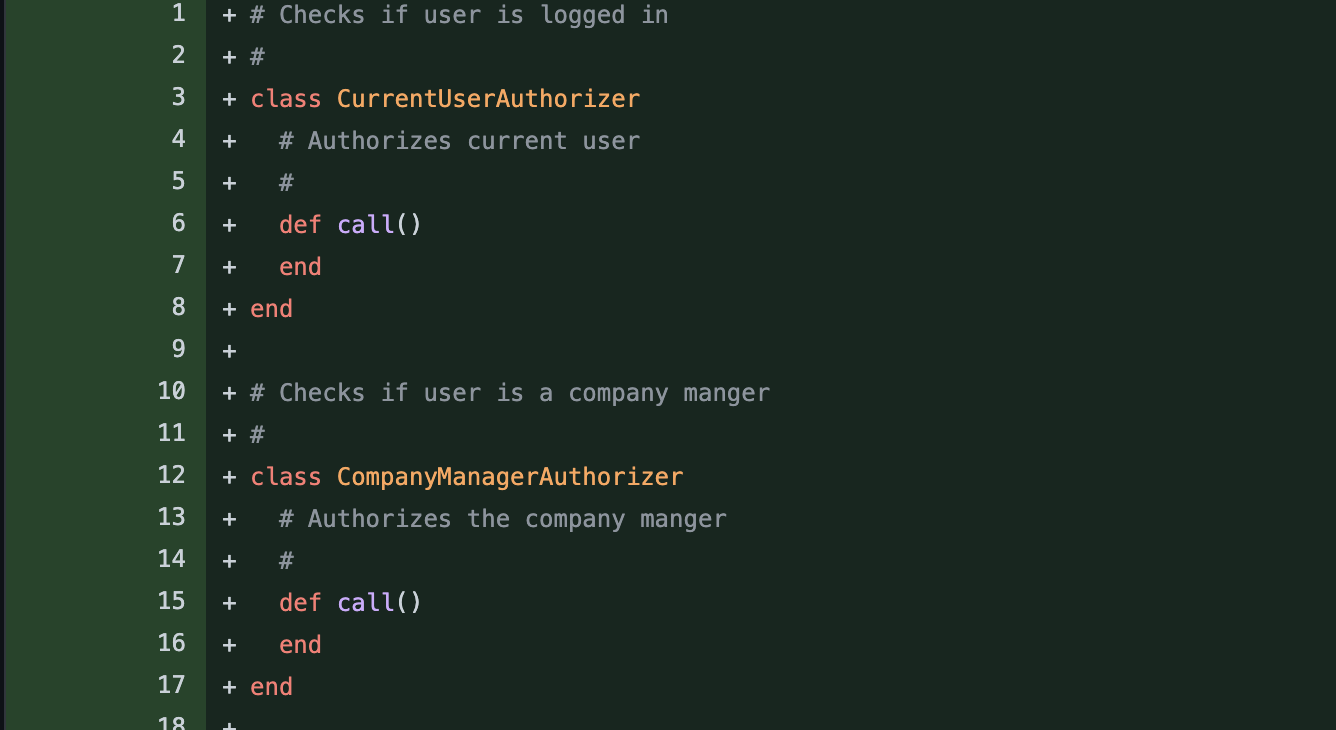 1 + # Checks if user is logged in
2 + #
3 + class CurrentUserAuthorizer
4 +   # Authorizes current user
5 +   #
6 +   def call()
7 +   end
8 + end
9 +
10 + # Checks if user is a company manger
11 + #
12 + class CompanyManagerAuthorizer
13 +   # Authorizes the company manger
14 +   #
15 +   def call()
16 +   end
17 + end
18 +